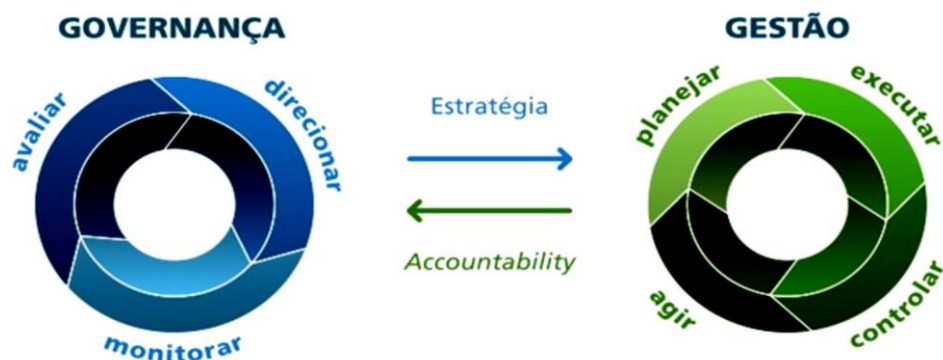 GOVERNANÇA
avaliar
direcionar
monitorar
Estratégia
Accountability
GESTÃO
planejar
executar
controlar
agir